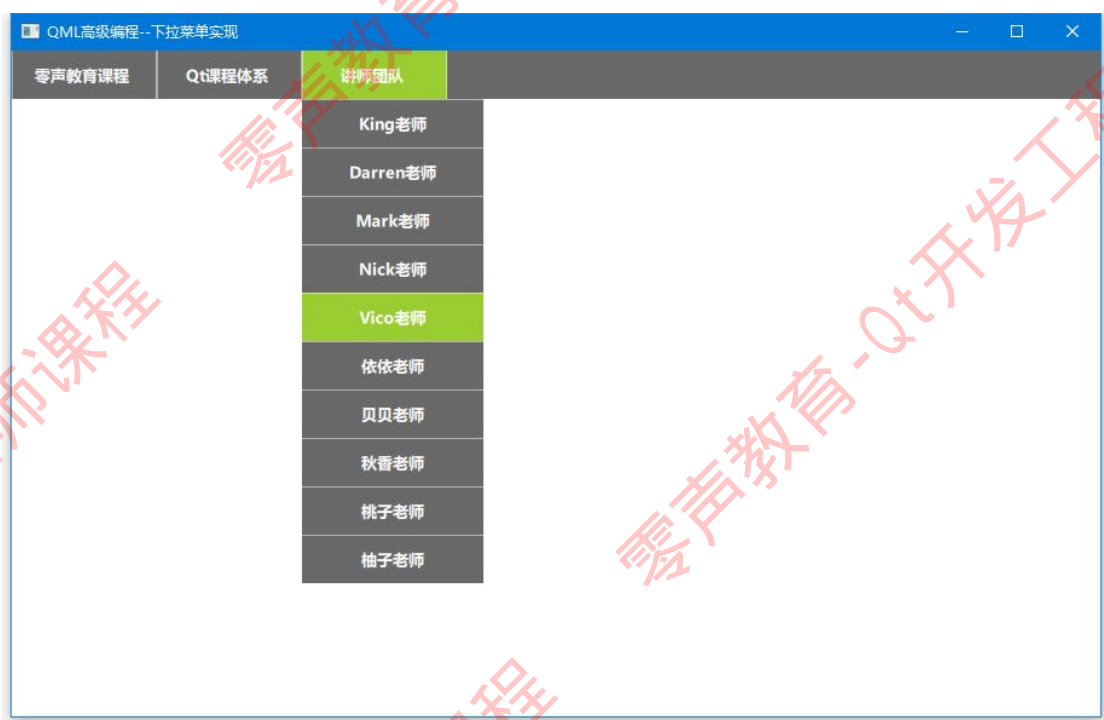 QML高级编程--下拉菜单实现
零声教育课程
Qt课程体系
讲师团队
King老师
Darren老师
Mark老师
Nick老师
Vico老师
依依老师
贝贝老师
秋香老师
桃子老师
柚子老师
零声教育
师课程
零声教育-Qt开发工程
课程